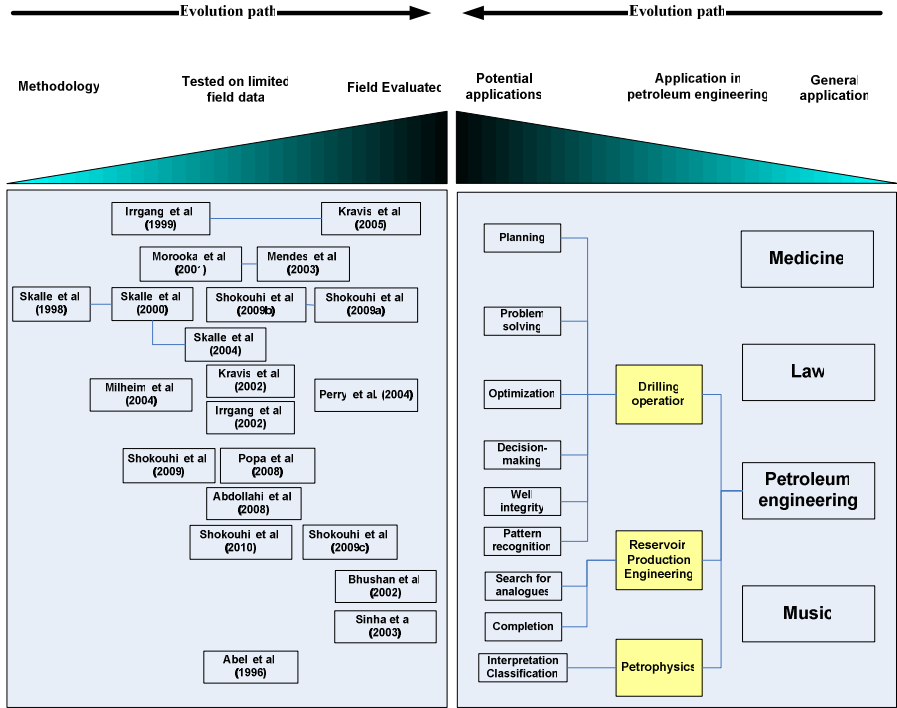 Evolution path
Evolution path
Methodology
Tested on limited
field data
Field Evaluated
Potential
applications
Application in
petroleum engineering
General
application
Irrgang et al
(1999)
Kravis et al
(2005)
Morooka et al
(2001)
Mendes et al
(2003)
Skalle et al
(1998)
Skalle et al
(2000)
Shokouhi et al
(2009b)
Shokouhi et al
(2009a)
Skalle et al
(2004)
Kravis et al
(2002)
Milheim et al
(2004)
Perry et al. (2004)
Irrgang et al
(2002)
Shokouhi et al
(2009)
Popa et al
(2008)
Abdollahi et al
(2008)
Shokouhi et al
(2010)
Shokouhi et al
(2009c)
Bhushan et al
(2002)
Sinha et a
(2003)
Abel et al
(1996)
Planning
Problem
solving
Optimization
Decision-
making
Well
integrity
Pattern
recognition
Search for
analogues
Completion
Interpretation
Classification
Drilling
operation
Reservoir
Production
Engineering
Petrophysics
Medicine
Law
Petroleum
engineering
Music